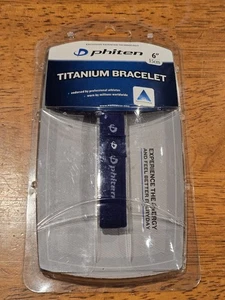 phiten
6"
TITANIUM BRACELET
endorsed by professional athletes
worn by millions worldwide
phiten
EXPERIENCE THE ENERGY
AND FEEL BETTER EVERYDAY